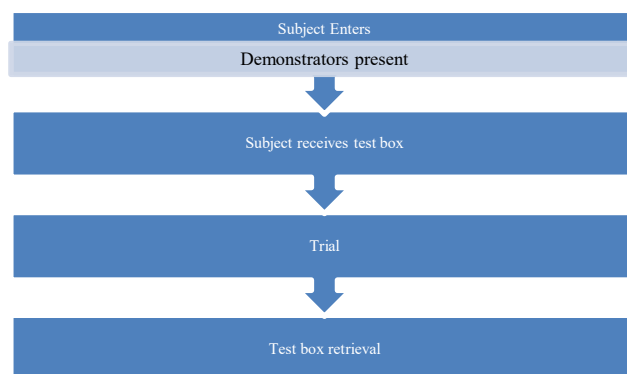 Subject Enters
Demonstrators present
Subject receives test box
Trial
Test box retrieval